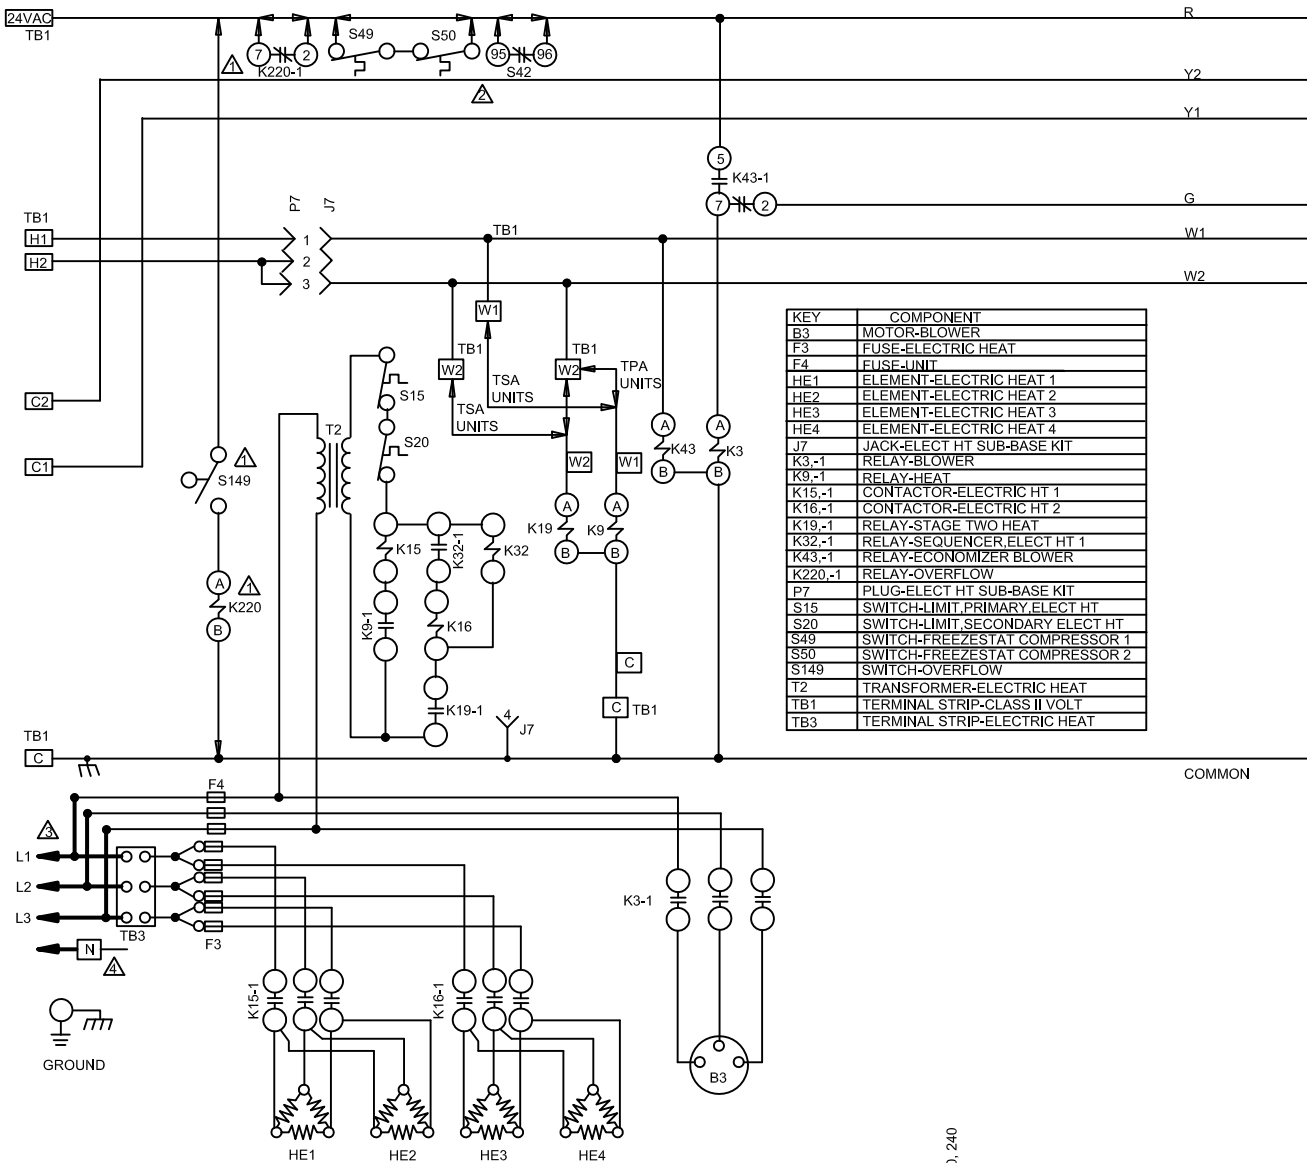 24VAC
TB1
7
2
K220-1
1
S49
S50
95
96
S42
2
R
Y2
Y1
5
K43-1
7
2
G
TB1
P7
J7
H1
1
TB1
W1
H2
2
3
W2
W1
TB1
W2
TB1
W2
TPA
UNITS
TSA
UNITS
TSA
UNITS
S15
S20
T2
C2
C1
1
S149
W2
W1
A
K43
B
A
K3
B
A
K19
B
A
K9
B
K15
K32-1
K32
K9-1
K16
K19-1
A
1
K220
B
C
C
TB1
4
J7
TB1
C
COMMON
KEY COMPONENT
B3 MOTOR-BLOWER
F3 FUSE-ELECTRIC HEAT
F4 FUSE-UNIT
HE1 ELEMENT-ELECTRIC HEAT 1
HE2 ELEMENT-ELECTRIC HEAT 2
HE3 ELEMENT-ELECTRIC HEAT 3
HE4 ELEMENT-ELECTRIC HEAT 4
J7 JACK-ELECT HT SUB-BASE KIT
K3,-1 RELAY-BLOWER
K9,-1 RELAY-HEAT
K15,-1 CONTACTOR-ELECTRIC HT 1
K16,-1 CONTACTOR-ELECTRIC HT 2
K19,-1 RELAY-STAGE TWO HEAT
K32,-1 RELAY-SEQUENCER,ELECT HT 1
K43,-1 RELAY-ECONOMIZER BLOWER
K220,-1 RELAY-OVERFLOW
P7 PLUG-ELECT HT SUB-BASE KIT
S15 SWITCH-LIMIT,PRIMARY,ELECT HT
S20 SWITCH-LIMIT,SECONDARY ELECT HT
S49 SWITCH-FREEZESTAT COMPRESSOR 1
S50 SWITCH-FREEZESTAT COMPRESSOR 2
S149 SWITCH-OVERFLOW
T2 TRANSFORMER-ELECTRIC HEAT
TB1 TERMINAL STRIP-CLASS II VOLT
TB3 TERMINAL STRIP-ELECTRIC HEAT
F4
3
L1
L2
L3
TB3
F3
N
4
GROUND
K15-1
K16-1
K3-1
B3
HE1
HE2
HE3
HE4
, 240